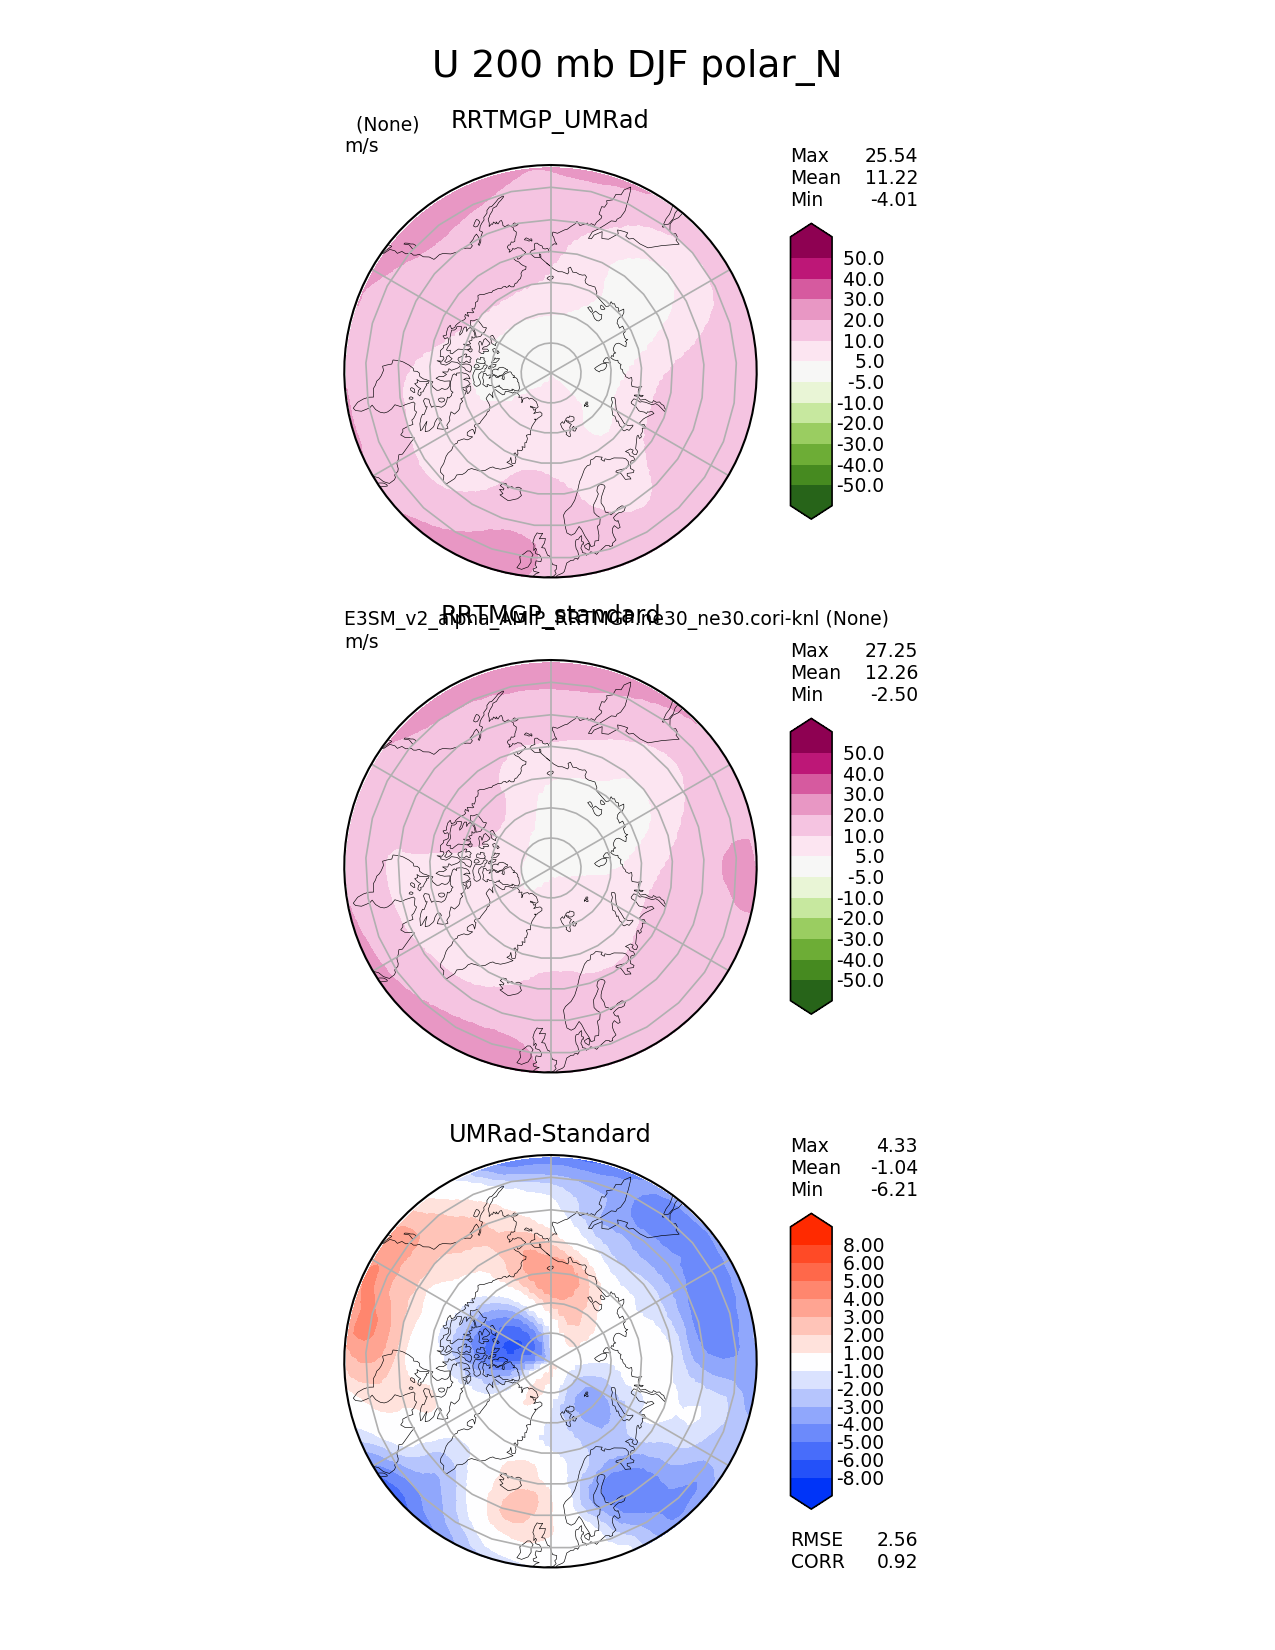 U 200 mb DJF polar_N
(None)
RRTMGP_UMRad
m/s
Max 25.54
Mean 11.22
Min -4.01
50.0
40.0
30.0
20.0
10.0
5.0
-5.0
-10.0
-20.0
-30.0
-40.0
-50.0
RRTMGP_standard
E3SM_v2_alpha_AMIP_RRTMGP.ne30_ne30.cori-knl (None)
m/s
Max 27.25
Mean 12.26
Min -2.50
50.0
40.0
30.0
20.0
10.0
5.0
-5.0
-10.0
-20.0
-30.0
-40.0
-50.0
UMRad-Standard
Max 4.33
Mean -1.04
Min -6.21
8.00
6.00
5.00
4.00
3.00
2.00
1.00
-1.00
-2.00
-3.00
-4.00
-5.00
-6.00
-8.00
RMSE 2.56
CORR 0.92